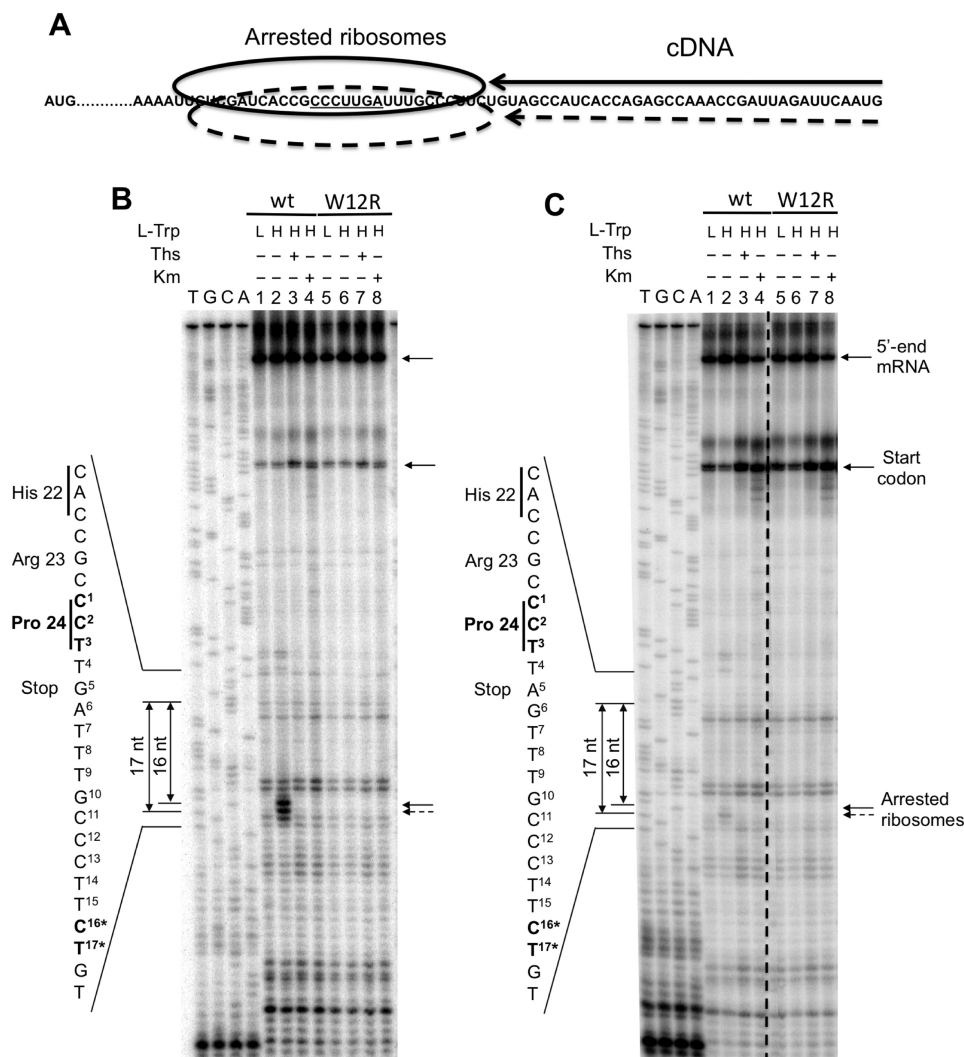 A
Arrested ribosomes
cDNA
AUG............AAAAUUCUCGAUCACCGCCCUUGAUUUGCCCUUCUGUAGCCAUCACCAGAGCCAAACCGAUUAGAUUCAAUG
B
wt W12R
L-Trp L H H H L H H H
Ths – – + – – – + –
Km – – – + – – – +
T G C A 1 2 3 4 5 6 7 8
C
A
His 22
C
C
Arg 23 G
C
C1
Pro 24 C2
T3
T4
Stop G5
A6
T7
T8
T9
G10
C11
C12
C13
T14
T15
C16*
T17*
G
T
17 nt
16 nt
C
wt W12R
L-Trp L H H H L H H H
Ths – – + – – – + –
Km – – – + – – – +
T G C A 1 2 3 4 5 6 7 8
5'-end
mRNA
Start
codon
C
A
His 22
C
C
Arg 23 G
C
C1
Pro 24 C2
T3
T4
Stop A5
G6
T7
T8
T9
G10
C11
C12
C13
T14
T15
C16*
T17*
G
T
17 nt
16 nt
Arrested
ribosomes